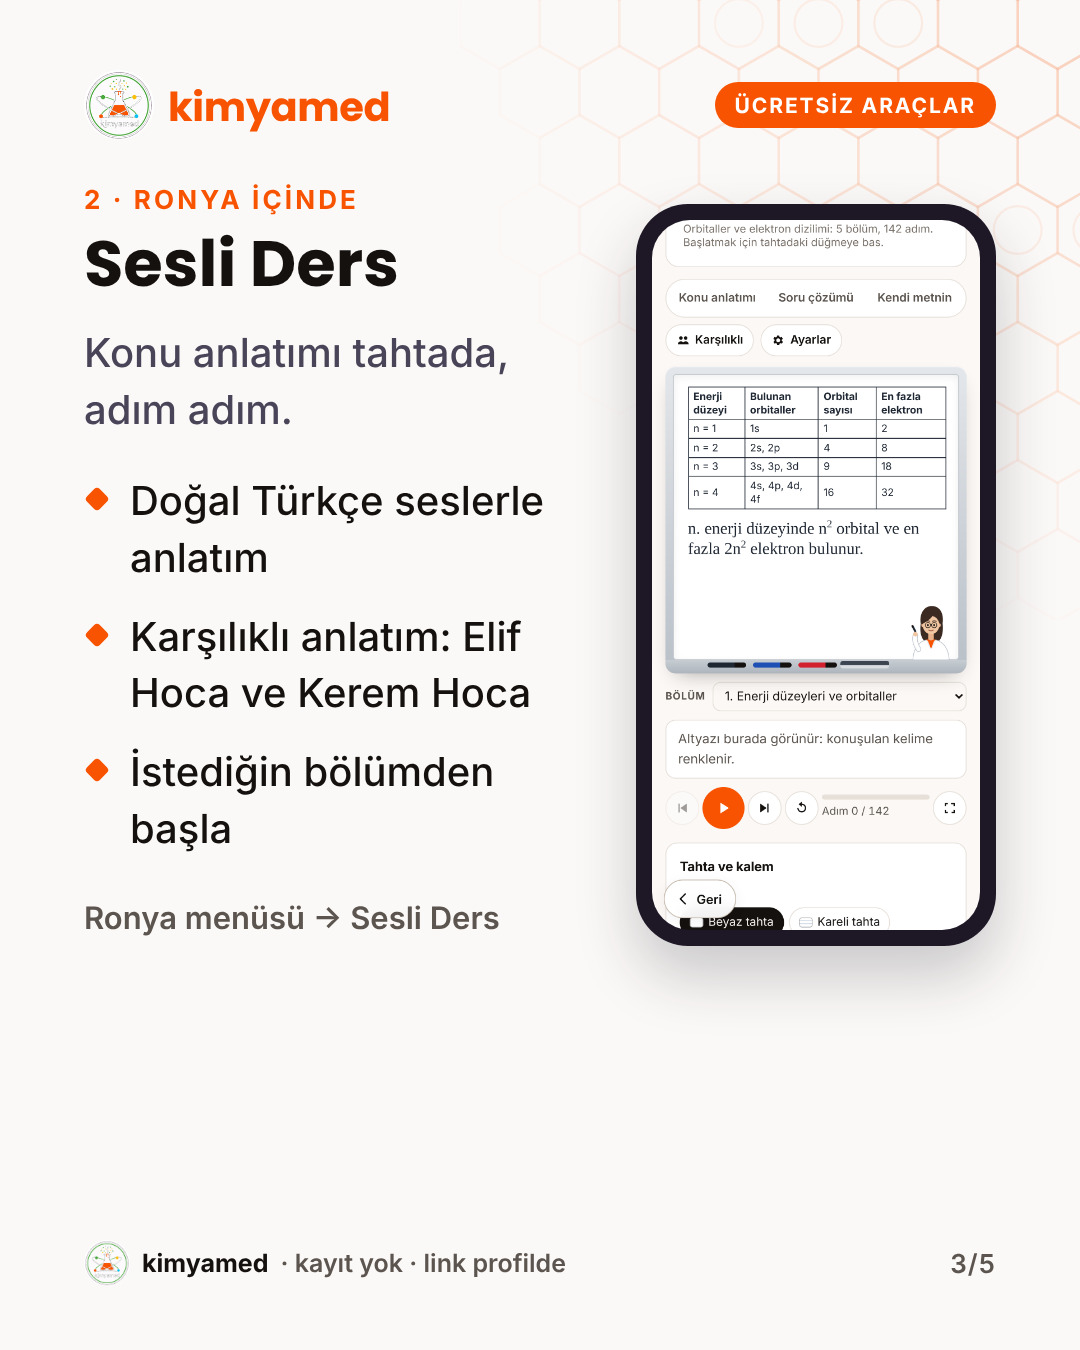 kimyamed
ÜCRETSİZ ARAÇLAR
2 · RONYA İÇİNDE
Sesli Ders
Konu anlatımı tahtada,
adım adım.
Doğal Türkçe seslerle
anlatım
Karşılıklı anlatım: Elif
Hoca ve Kerem Hoca
İstediğin bölümden
başla
Ronya menüsü → Sesli Ders
Orbitaller ve elektron dizilimi: 5 bölüm, 142 adım.
Başlatmak için tahtadaki düğmeye bas.
Konu anlatımı Soru çözümü Kendi metnin
Karşılıklı Ayarlar
Enerji düzeyi Bulunan orbitaller Orbital sayısı En fazla elektron
n = 1 1s 1 2
n = 2 2s, 2p 4 8
n = 3 3s, 3p, 3d 9 18
n = 4 4s, 4p, 4d, 4f 16 32
n. enerji düzeyinde n² orbital ve en
fazla 2n² elektron bulunur.
BÖLÜM 1. Enerji düzeyleri ve orbitaller
Altyazı burada görünür: konuşulan kelime
renklenir.
Adım 0 / 142
Tahta ve kalem
Geri
Beyaz tahta Kareli tahta
kimyamed · kayıt yok · link profilde
3/5